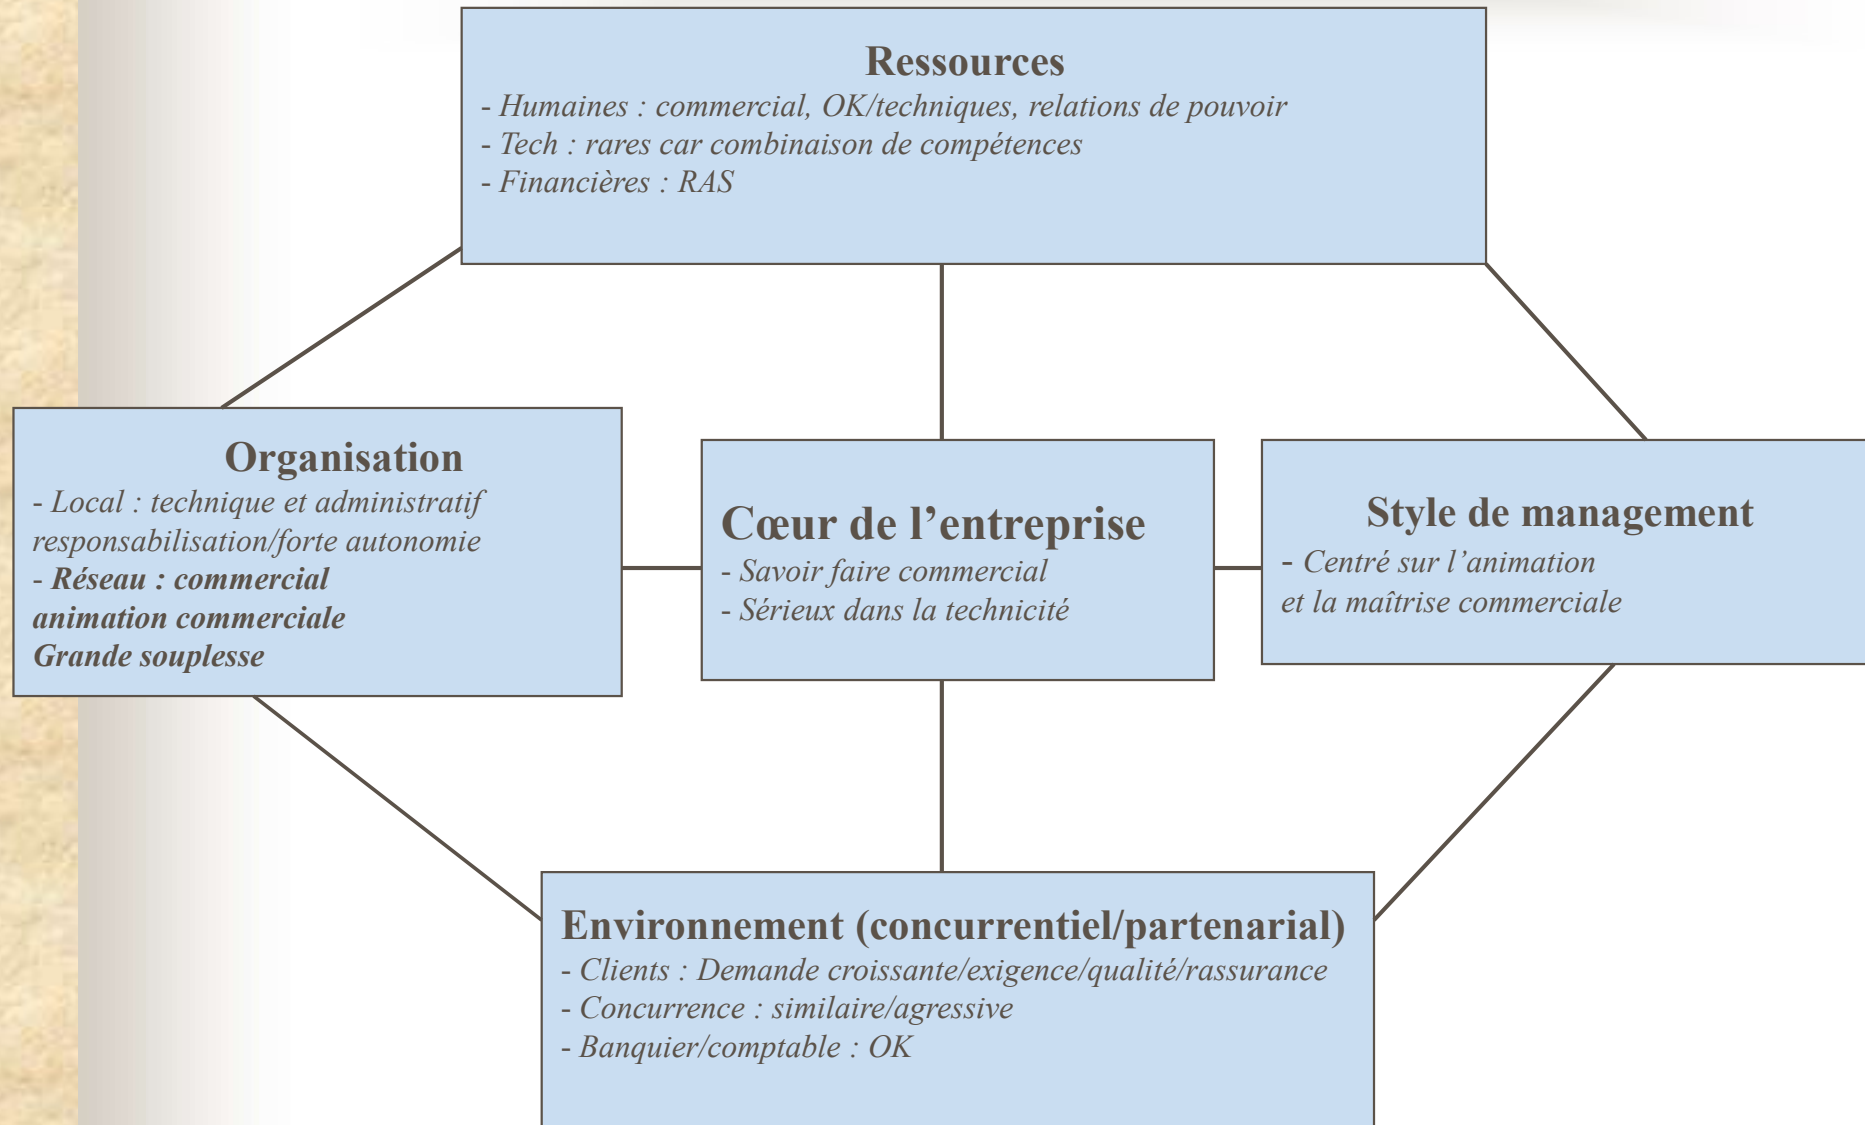 Ressources
- Humaines : commercial, OK/techniques, relations de pouvoir
- Tech : rares car combinaison de compétences
- Financières : RAS
Organisation
- Local : technique et administratif
responsabilisation/forte autonomie
- Réseau : commercial
animation commerciale
Grande souplesse
Cœur de l’entreprise
- Savoir faire commercial
- Sérieux dans la technicité
Style de management
- Centré sur l’animation
et la maîtrise commerciale
Environnement (concurrentiel/partenarial)
- Clients : Demande croissante/exigence/qualité/rassurance
- Concurrence : similaire/agressive
- Banquier/comptable : OK